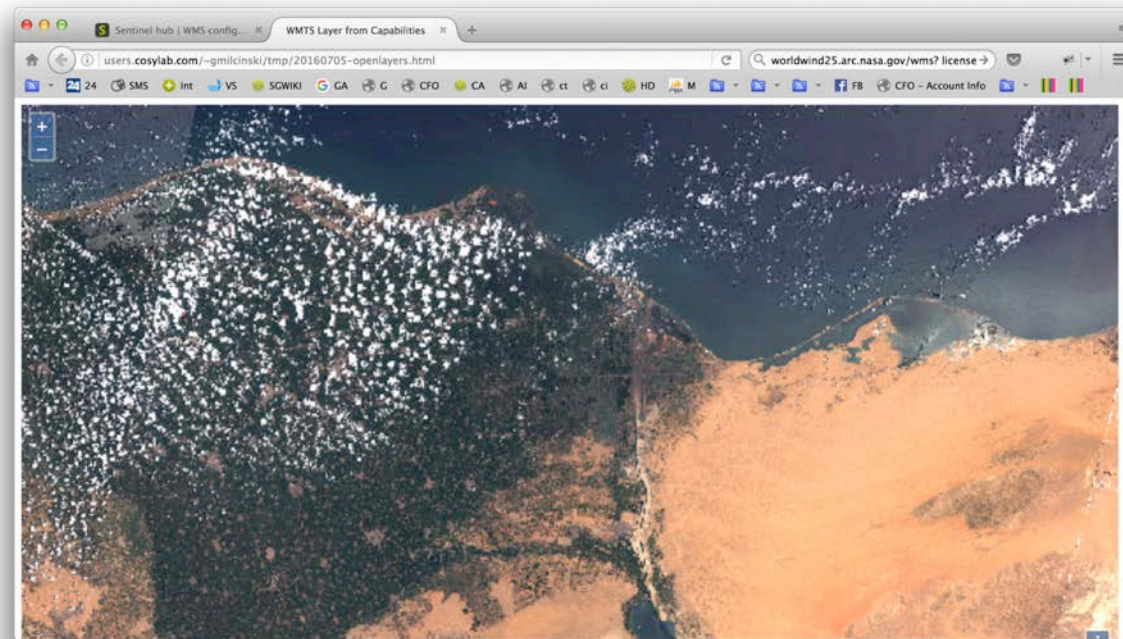 Sentinel hub | WMS config... × WMTS Layer from Capabilities × +
users.cosylab.com/~gmilcinski/tmp/20160705-openlayers.html worldwind25.arc.nasa.gov/wms? license
24 24 SMS Int VS SGWIKI GA G CFO CA AI ct ci HD M FB CFO – Account Info
+
−